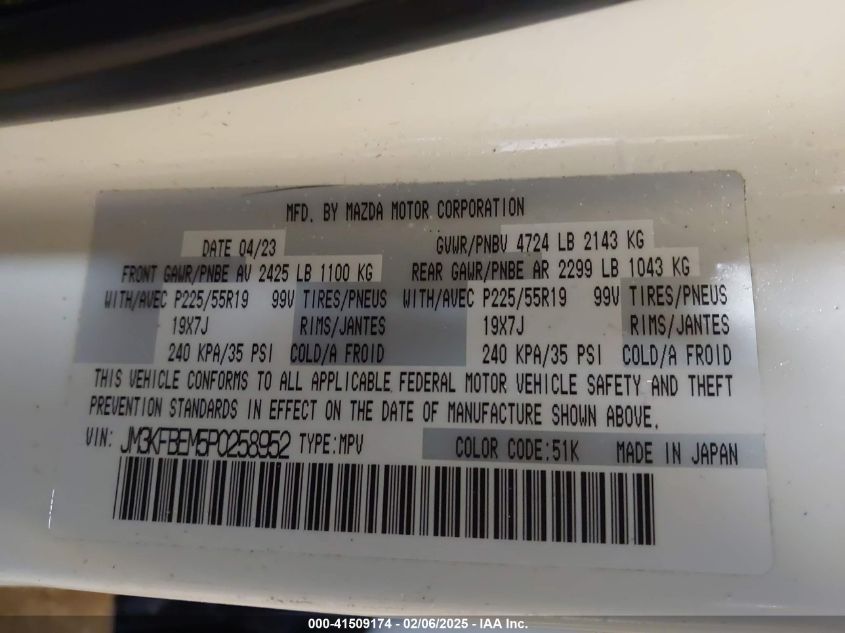 MFD. BY MAZDA MOTOR CORPORATION
DATE 04/23 GVWR/PNBV 4724 LB 2143 KG
FRONT GAWR/PNBE AV 2425 LB 1100 KG REAR GAWR/PNBE AR 2299 LB 1043 KG
WITH/AVEC P225/55R19 99V TIRES/PNEUS WITH/AVEC P225/55R19 99V TIRES/PNEUS
19X7J RIMS/JANTES 19X7J RIMS/JANTES
240 KPA/35 PSI COLD/A FROID 240 KPA/35 PSI COLD/A FROID
THIS VEHICLE CONFORMS TO ALL APPLICABLE FEDERAL MOTOR VEHICLE SAFETY AND THEFT
PREVENTION STANDARDS IN EFFECT ON THE DATE OF MANUFACTURE SHOWN ABOVE.
VIN: JM3KFBEM5P0258952 TYPE:MPV COLOR CODE:51K MADE IN JAPAN
000-41509174 - 02/06/2025 - IAA Inc.